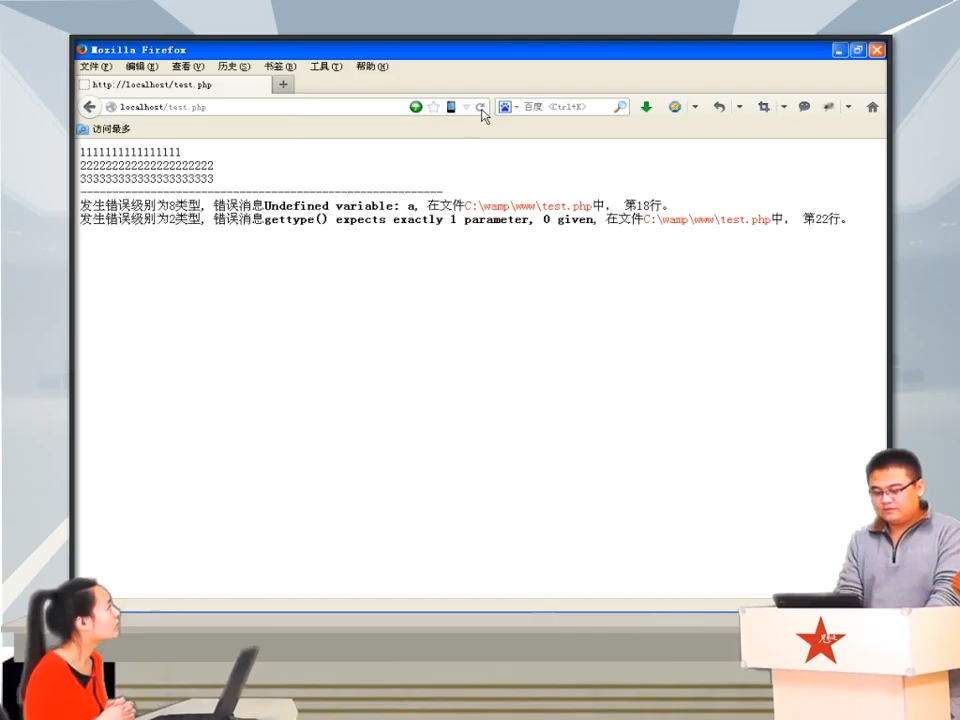 Mozilla Firefox
文件(F) 编辑(E) 查看(V) 历史(S) 书签(B) 工具(T) 帮助(H)
http://localhost/test.php
localhost/test.php 百度 <Ctrl+K>
访问最多
1111111111111111
222222222222222222222
333333333333333333333
---------------------------------------------------------
发生错误级别为8类型, 错误消息Undefined variable: a, 在文件C:\wamp\www\test.php中, 第18行。
发生错误级别为2类型, 错误消息gettype() expects exactly 1 parameter, 0 given, 在文件C:\wamp\www\test.php中, 第22行。